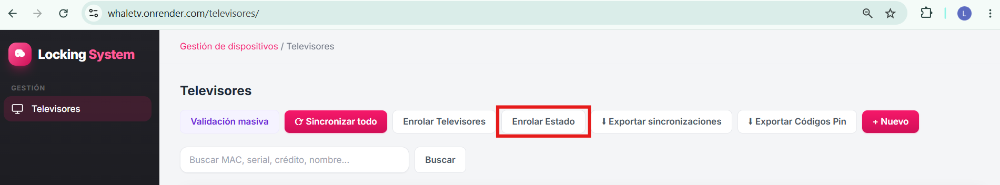 whaletv.onrender.com/televisores/
L
Locking System
Gestión de dispositivos / Televisores
GESTIÓN
Televisores
Televisores
Validación masiva
Sincronizar todo
Enrolar Televisores
Enrolar Estado
⬇ Exportar sincronizaciones
⬇ Exportar Códigos Pin
+ Nuevo
Buscar MAC, serial, crédito, nombre...
Buscar